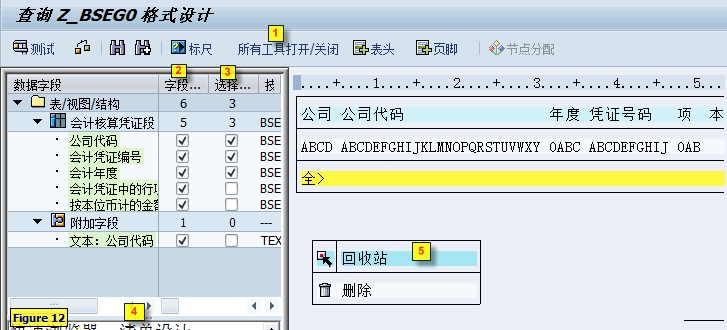 查询 Z_BSEG0 格式设计
1
测试 标尺 所有工具打开/关闭 表头 页脚 节点分配
2 3
数据字段 字段... 选择...
表/视图/结构 6 3
会计核算凭证段 5 3 BSE
公司代码 BSE
会计凭证编号 BSE
会计年度 BSE
会计凭证中的行项 BSE
按本位币计的金 BSE
附加字段 1 0 ---
文本：公司代码 TEX
4
Figure 12
....+....1....+....2....+....3....+....4....+....5....
公司 公司代码 年度 凭证号码 项 本
ABCD ABCDEFGHIJKLMNOPQRSTUVWXY 0ABC ABCDEFGHIJ 0AB
全>
回收站 5
删除